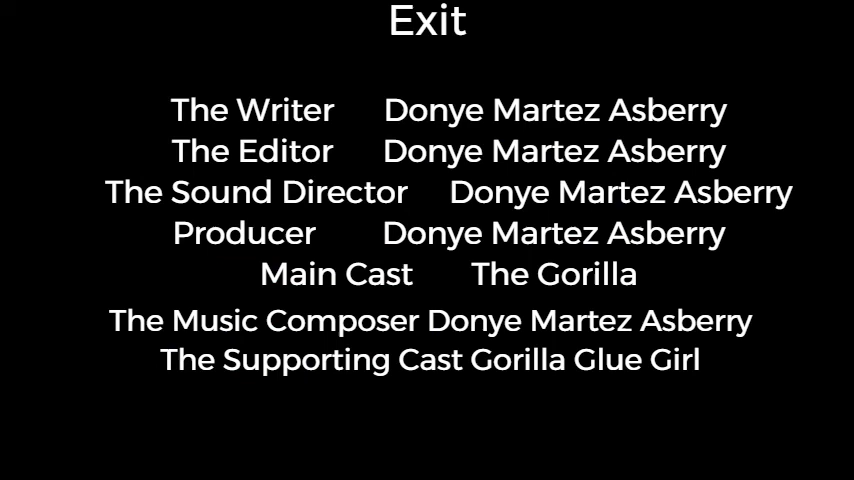 Exit
The Writer Donye Martez Asberry
The Editor Donye Martez Asberry
The Sound Director Donye Martez Asberry
Producer Donye Martez Asberry
Main Cast The Gorilla
The Music Composer Donye Martez Asberry
The Supporting Cast Gorilla Glue Girl